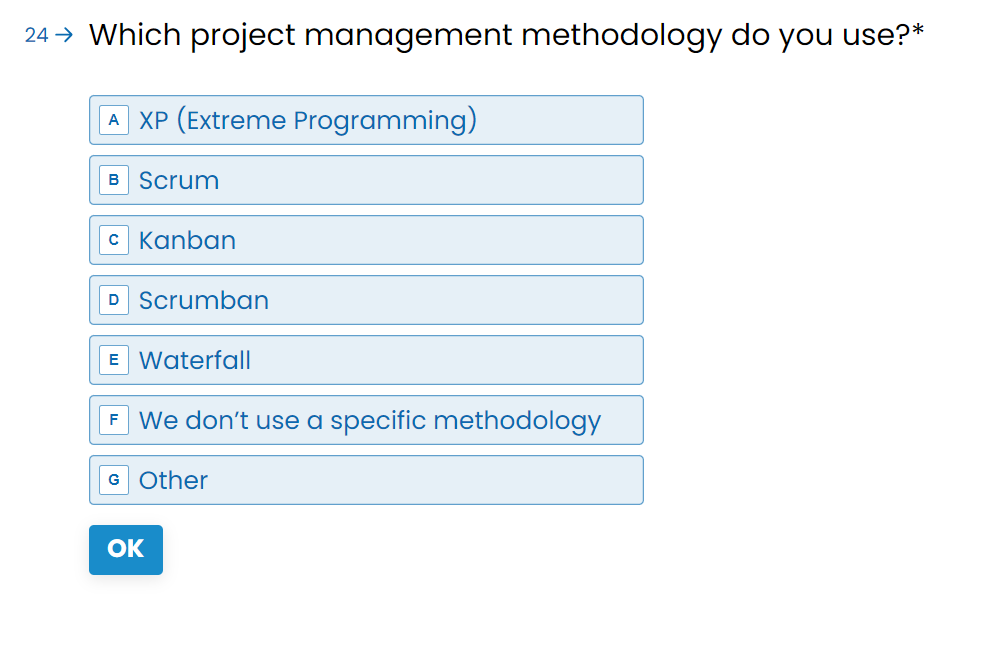 24 → Which project management methodology do you use?*
A XP (Extreme Programming)
B Scrum
C Kanban
D Scrumban
E Waterfall
F We don’t use a specific methodology
G Other
OK